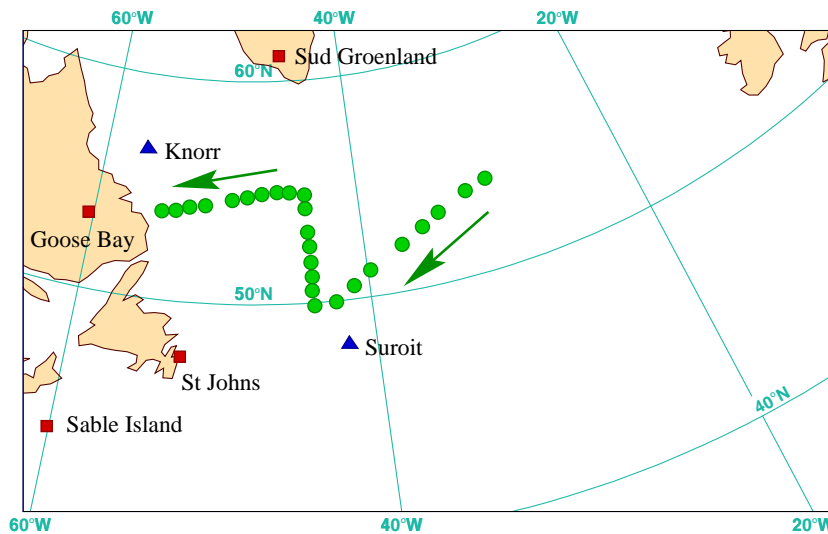 60°W 40°W 20°W
Sud Groenland
60°N
Knorr
Goose Bay
50°N
Suroit
St Johns
40°N
Sable Island
60°W 40°W 20°W